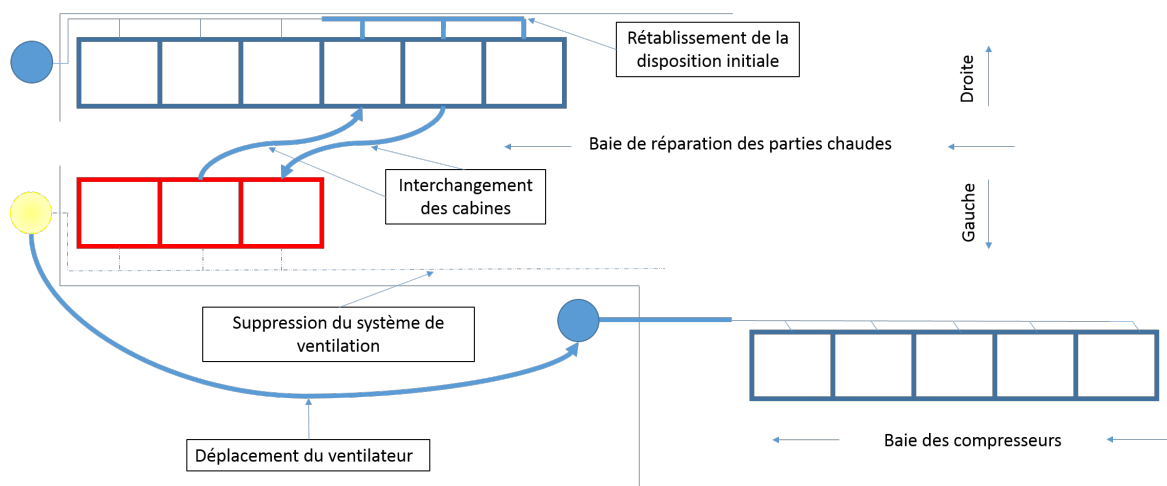 Rétablissement de la
disposition initiale
Droite
Baie de réparation des parties chaudes
Interchangement
des cabines
Gauche
Suppression du système de
ventilation
Déplacement du ventilateur
Baie des compresseurs